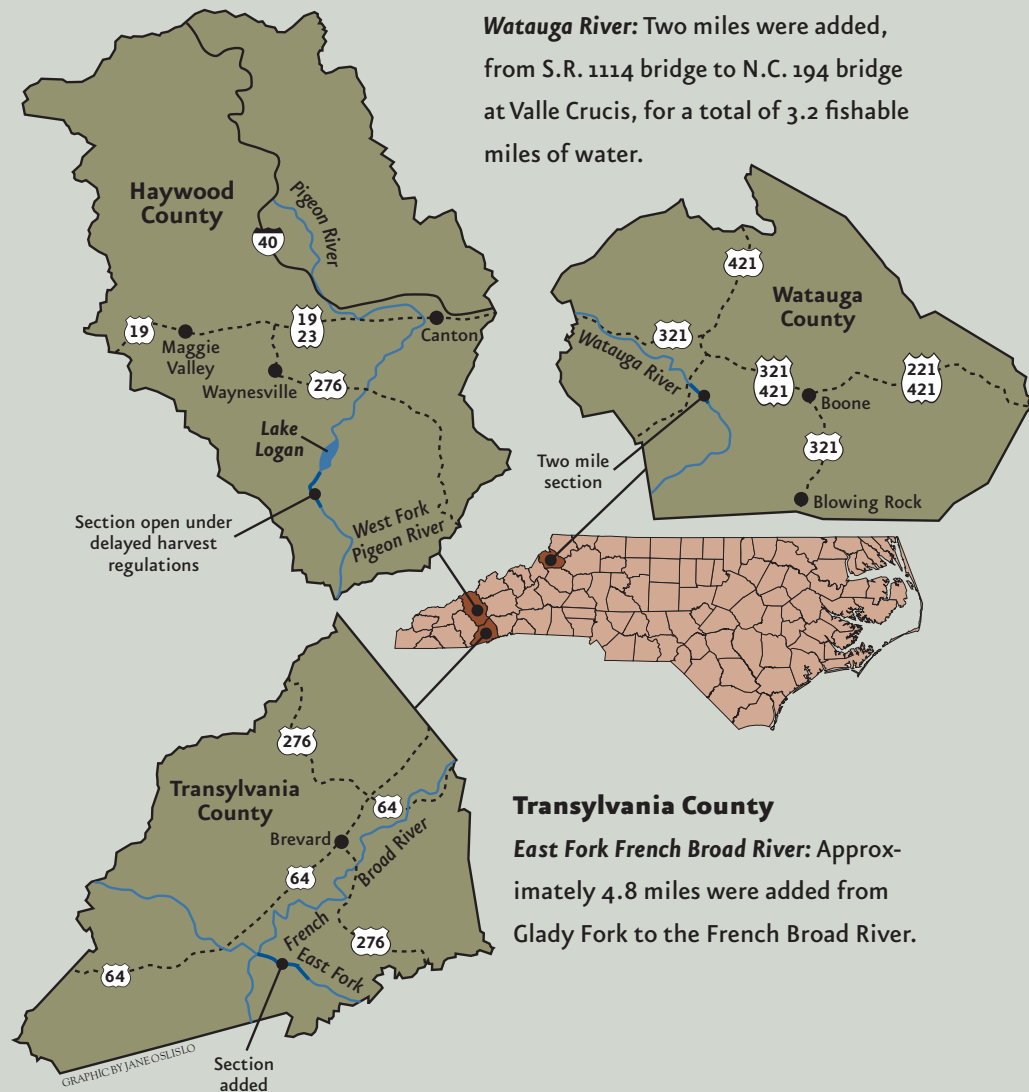 Watauga River: Two miles were added,
from S.R. 1114 bridge to N.C. 194 bridge
at Valle Crucis, for a total of 3.2 fishable
miles of water.
Haywood
County
Pigeon River
40
19
Maggie
Valley
19
23
Canton
Waynesville
276
Lake
Logan
Section open under
delayed harvest
regulations
West Fork
Pigeon River
421
Watauga
County
321
Watauga River
321
421
221
421
Boone
321
Two mile
section
Blowing Rock
276
Transylvania
County
64
Brevard
French Broad River
64
276
East Fork
64
Section
added
GRAPHIC BY JANE OSLISLO
Transylvania County
East Fork French Broad River: Approx-
imately 4.8 miles were added from
Glady Fork to the French Broad River.